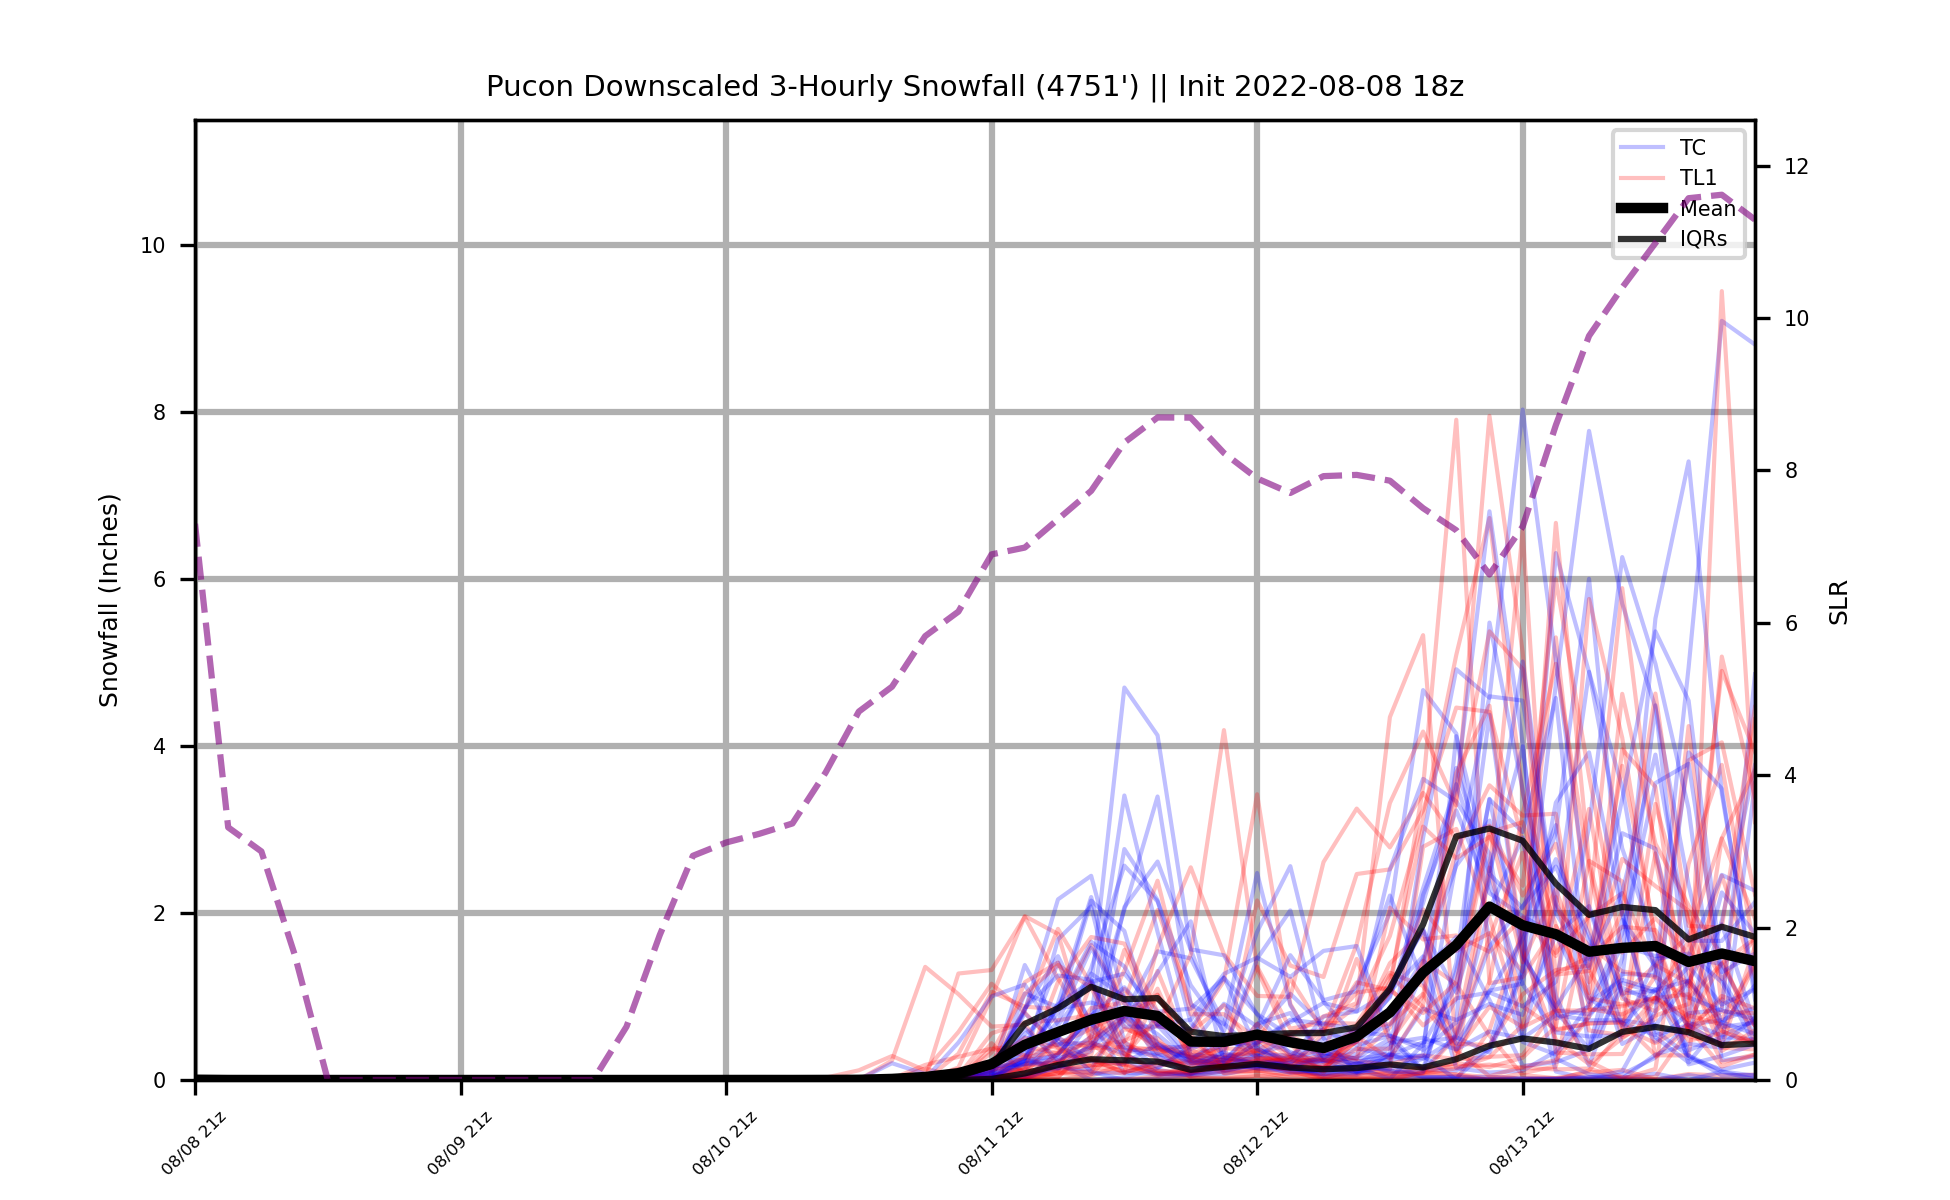 Pucon Downscaled 3-Hourly Snowfall (4751') || Init 2022-08-08 18z
TC
TL1
Mean
IQRs
Snowfall (Inches)
10
8
6
4
2
0
12
10
8
6
4
2
0
SLR
08/08 21z
08/09 21z
08/10 21z
08/11 21z
08/12 21z
08/13 21z